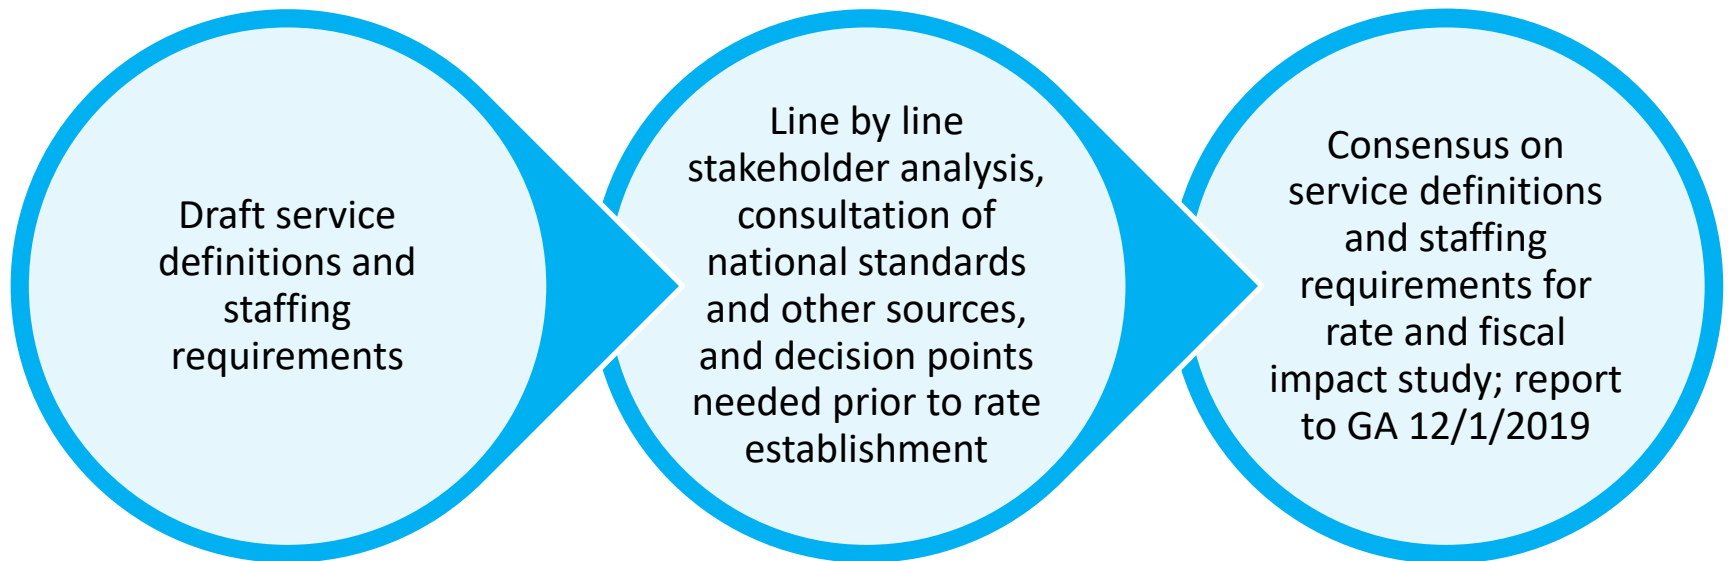 Draft service
definitions and
staffing
requirements
Line by line
stakeholder analysis,
consultation of
national standards
and other sources,
and decision points
needed prior to rate
establishment
Consensus on
service definitions
and staffing
requirements for
rate and fiscal
impact study; report
to GA 12/1/2019